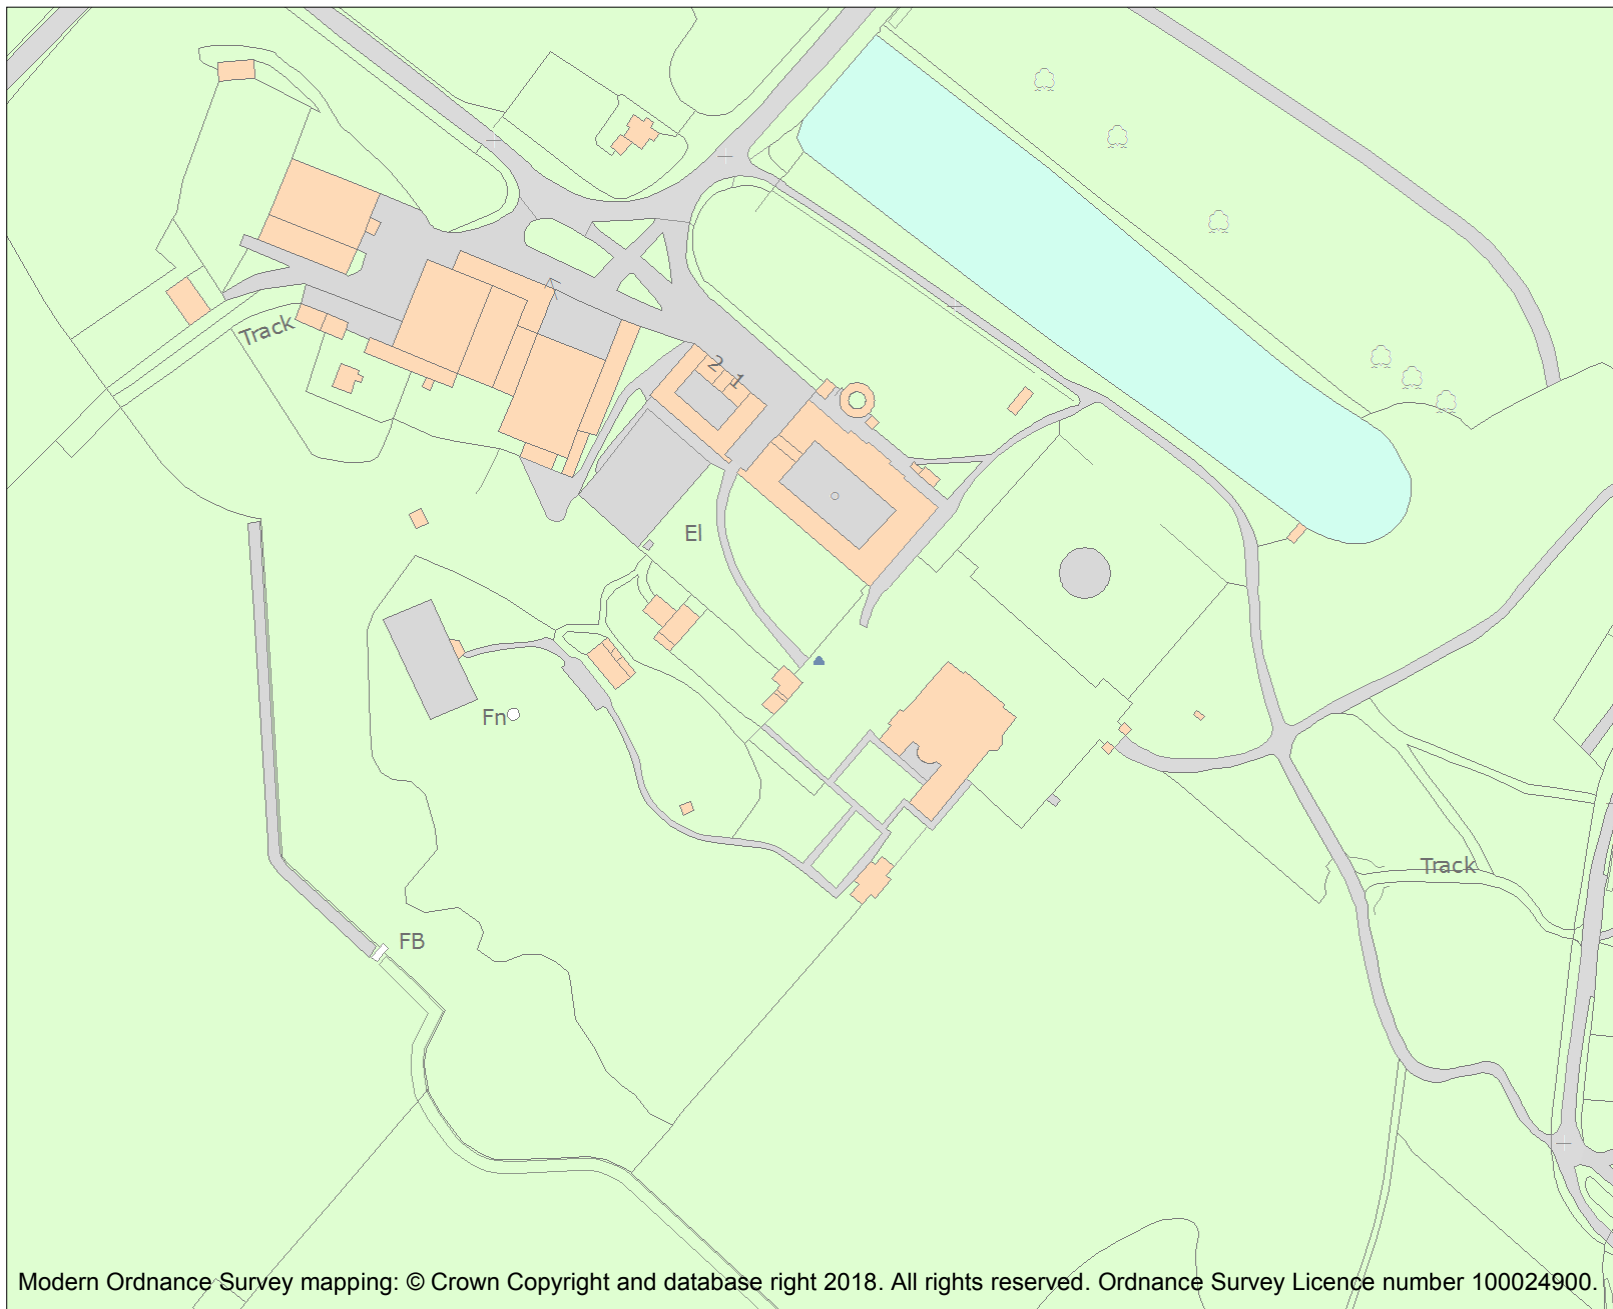 Track
2
1
El
Fn
FB
Track
Modern Ordnance Survey mapping: © Crown Copyright and database right 2018. All rights reserved. Ordnance Survey Licence number 100024900.